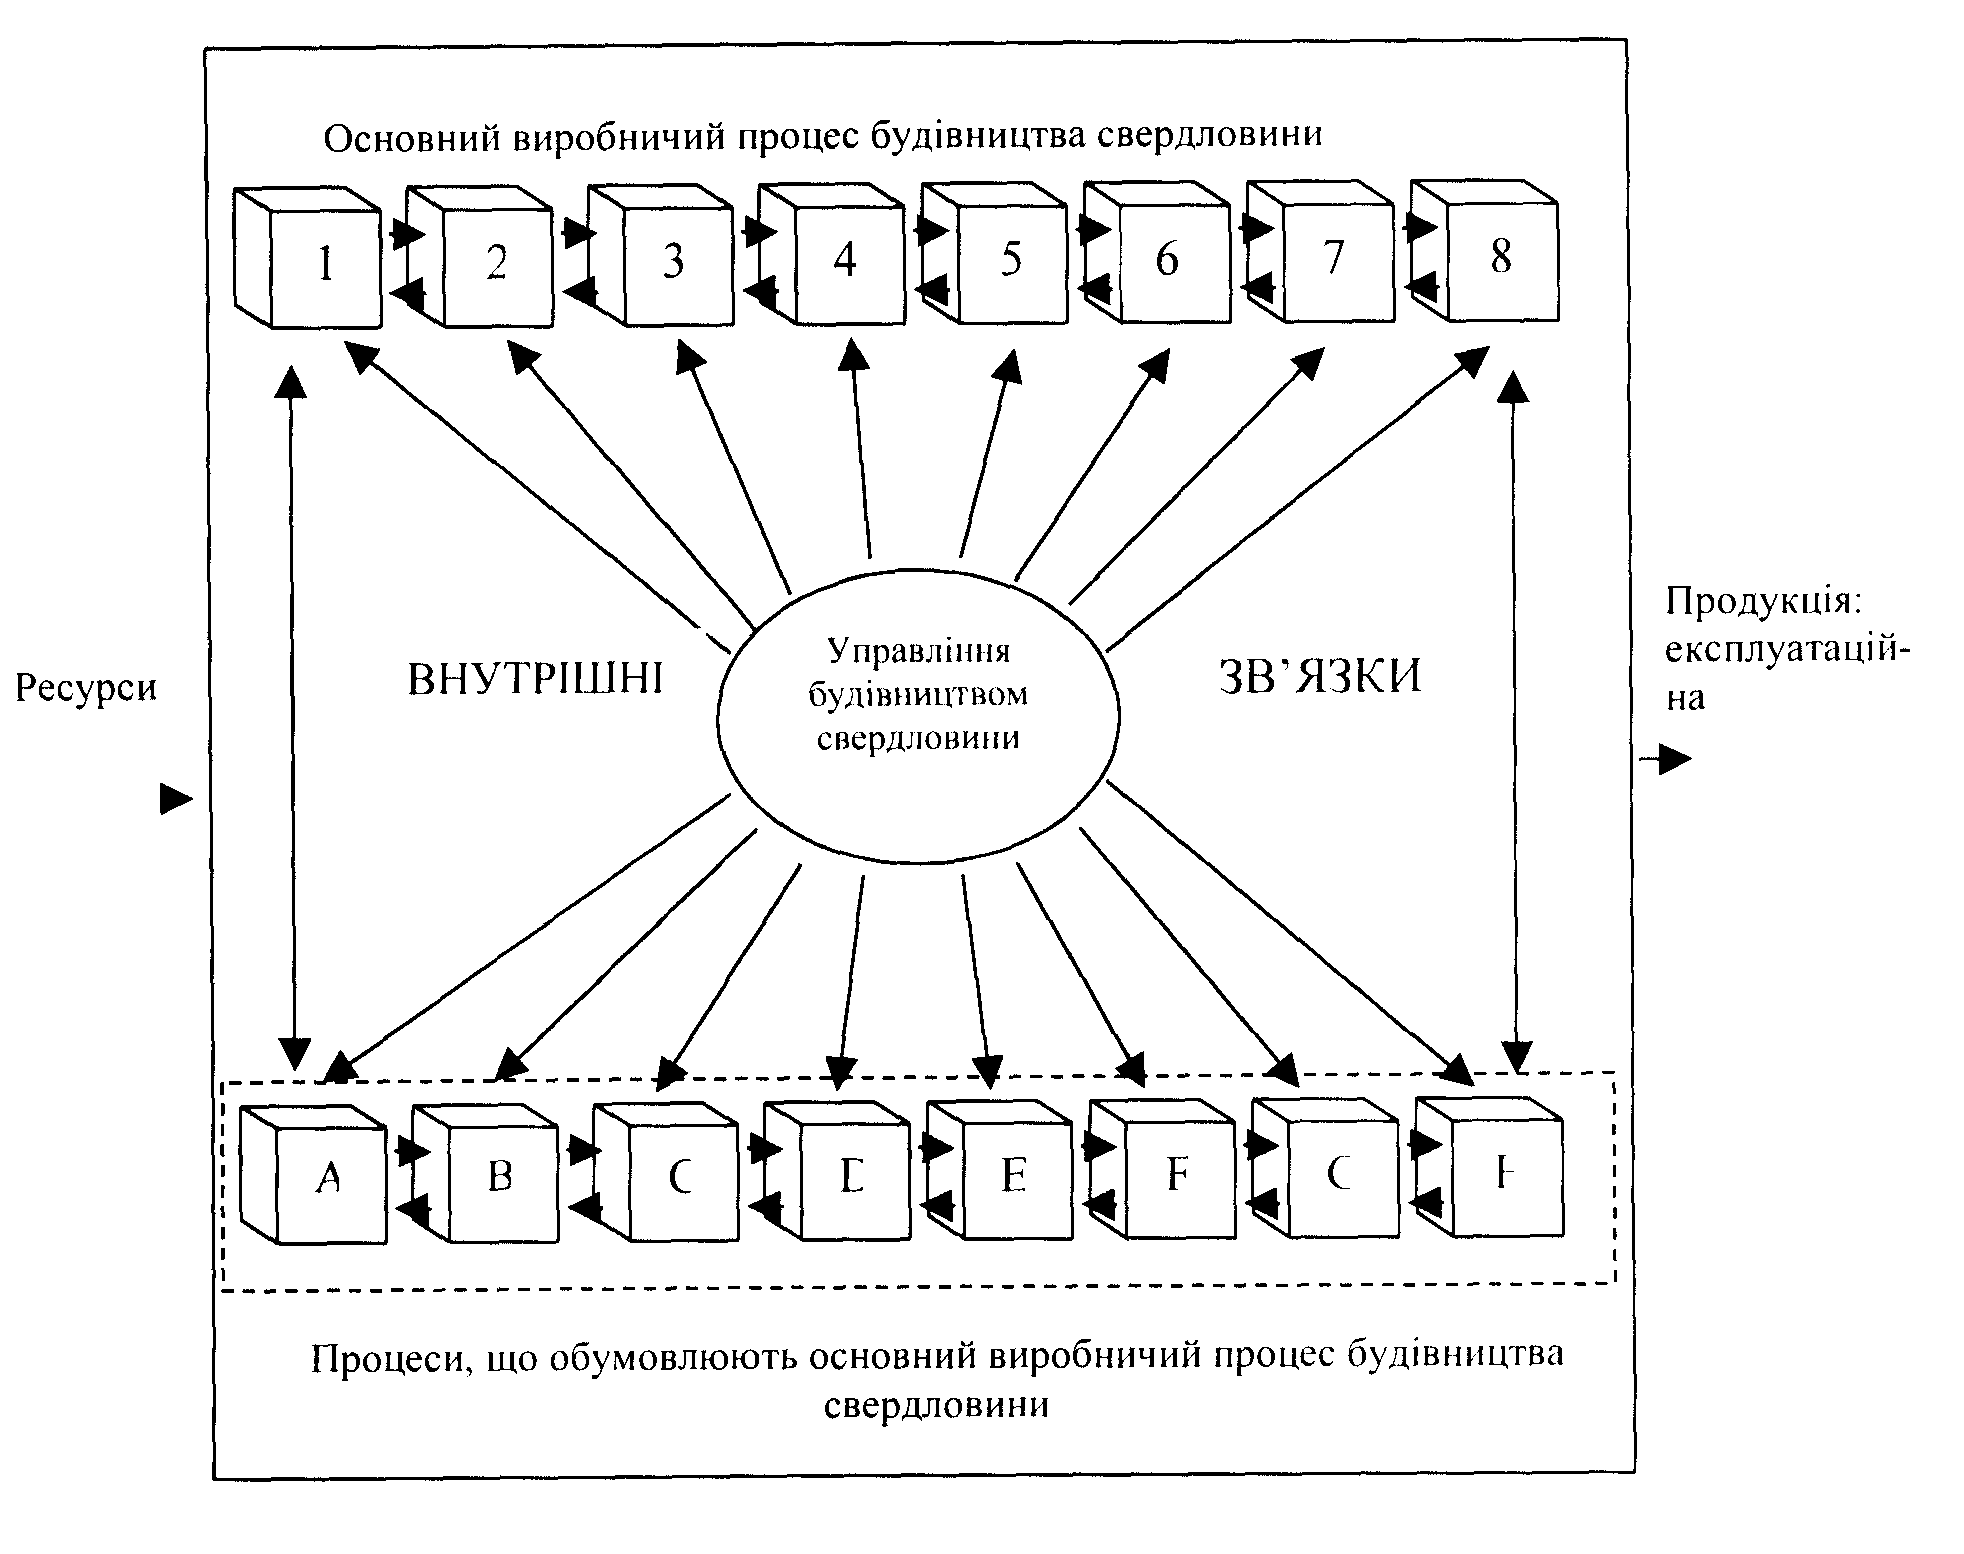 Основний виробничий процес будівництва свердловини
1 2 3 4 5 6 7 8
Ресурси
ВНУТРІШНІ
Управління
будівництвом
свердловини
ЗВ’ЯЗКИ
Продукція:
експлуатацій-
на
A B C D E F
Процеси, що обумовлюють основний виробничий процес будівництва
свердловини